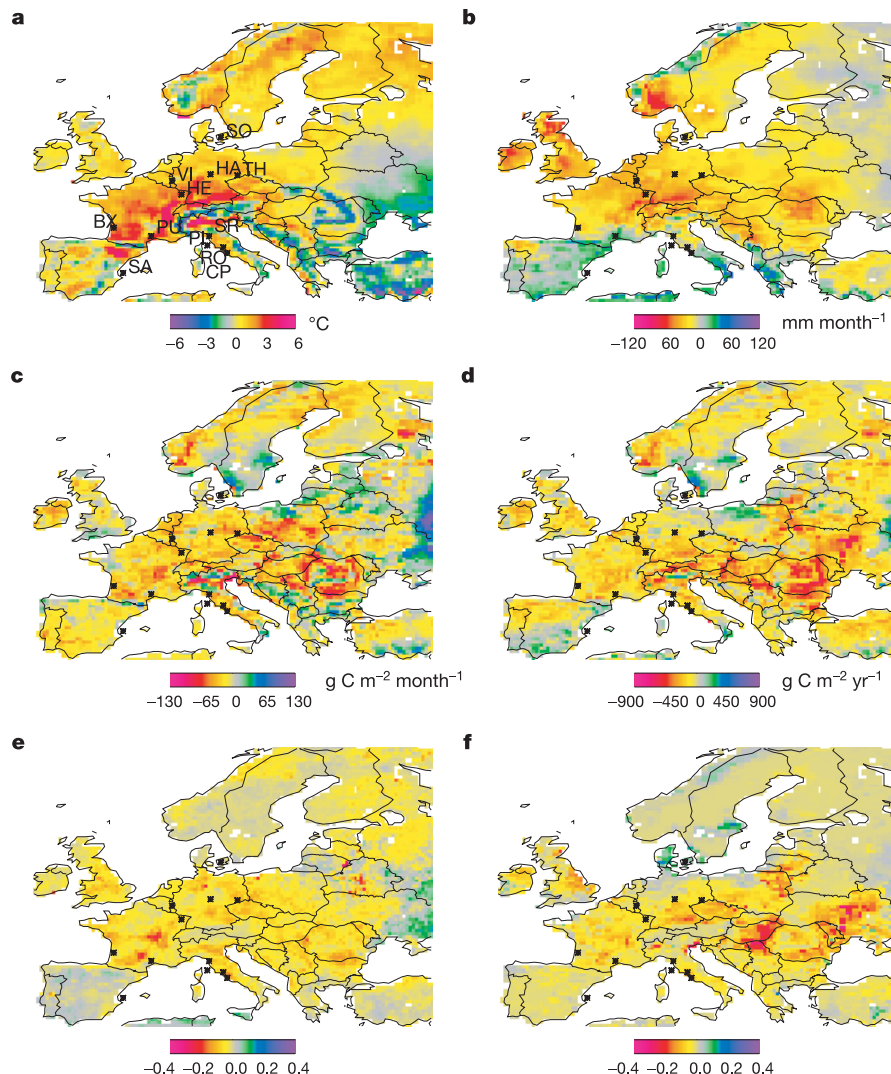 a
b
SO
VI
HATH
HE
BX
PU
SR
PI
RO
SA
CP
°C
−6 −3 0 3 6
mm month⁻¹
−120 60 0 60 120
c
d
g C m⁻² month⁻¹
−130 −65 0 65 130
g C m⁻² yr⁻¹
−900 −450 0 450 900
e
f
−0.4 −0.2 0.0 0.2 0.4
−0.4 −0.2 0.0 0.2 0.4